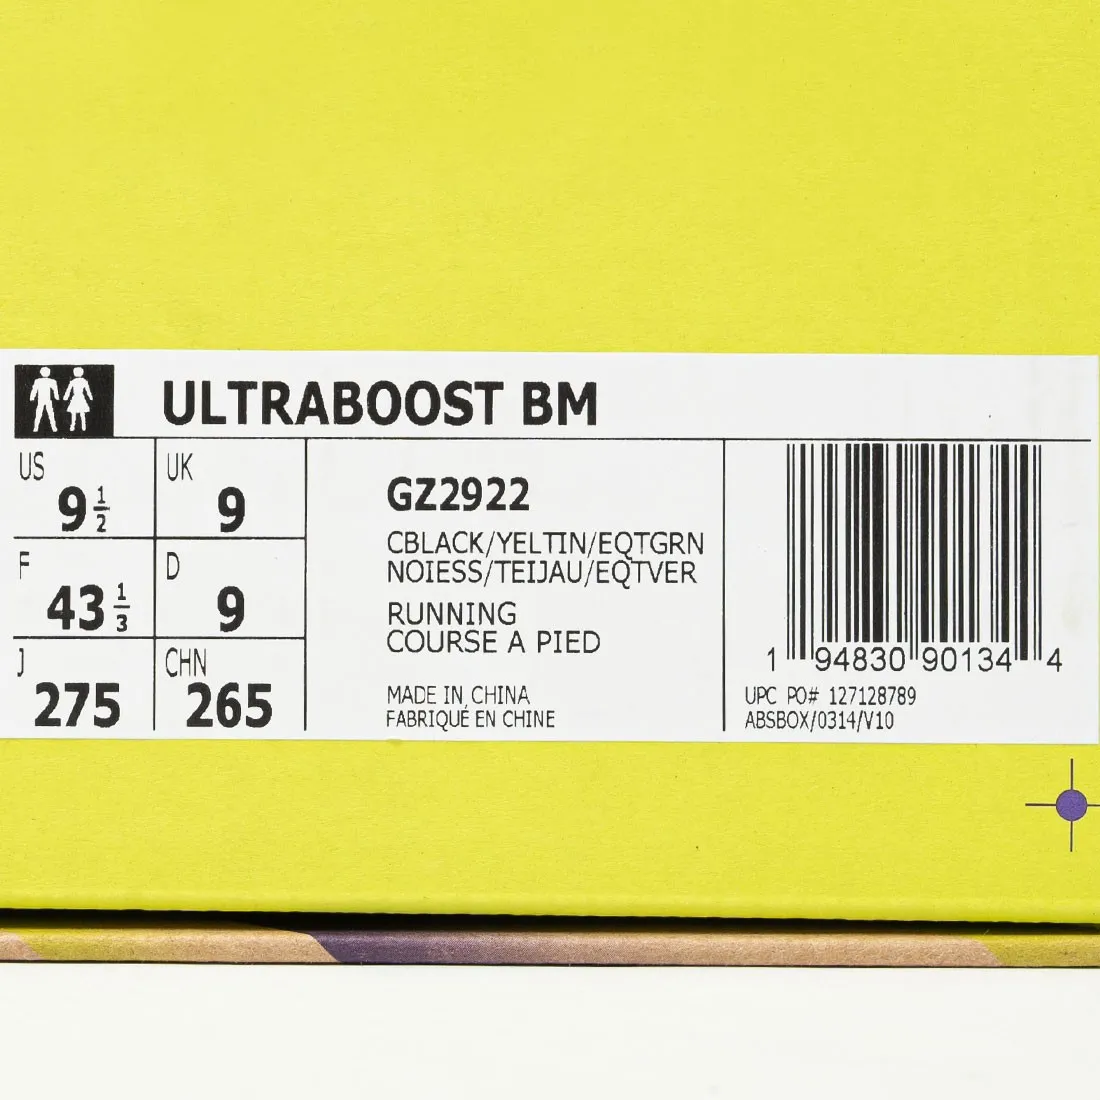 ULTRABOOST BM
US
9 1/2
UK
9
F
43 1/3
D
9
J
275
CHN
265
GZ2922
CBLACK/YELTIN/EQTGRN
NOIESS/TEIJAU/EQTVER
RUNNING
COURSE A PIED
MADE IN CHINA
FABRIQUÉ EN CHINE
1 94830 90134 4
UPC PO# 127128789
ABSBOX/0314/V10